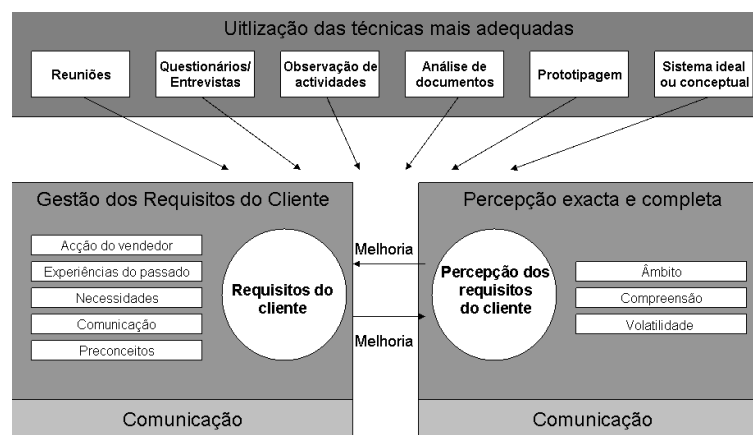 Uitlização das técnicas mais adequadas
Reuniões
Questionários/
Entrevistas
Observação de
actividades
Análise de
documentos
Prototipagem
Sistema ideal
ou conceptual
Gestão dos Requisitos do Cliente
Acção do vendedor
Experiências do passado
Necessidades
Comunicação
Preconceitos
Requisitos do
cliente
Comunicação
Melhoria
Melhoria
Percepção exacta e completa
Percepção dos
requisitos
do cliente
Âmbito
Compreensão
Volatilidade
Comunicação